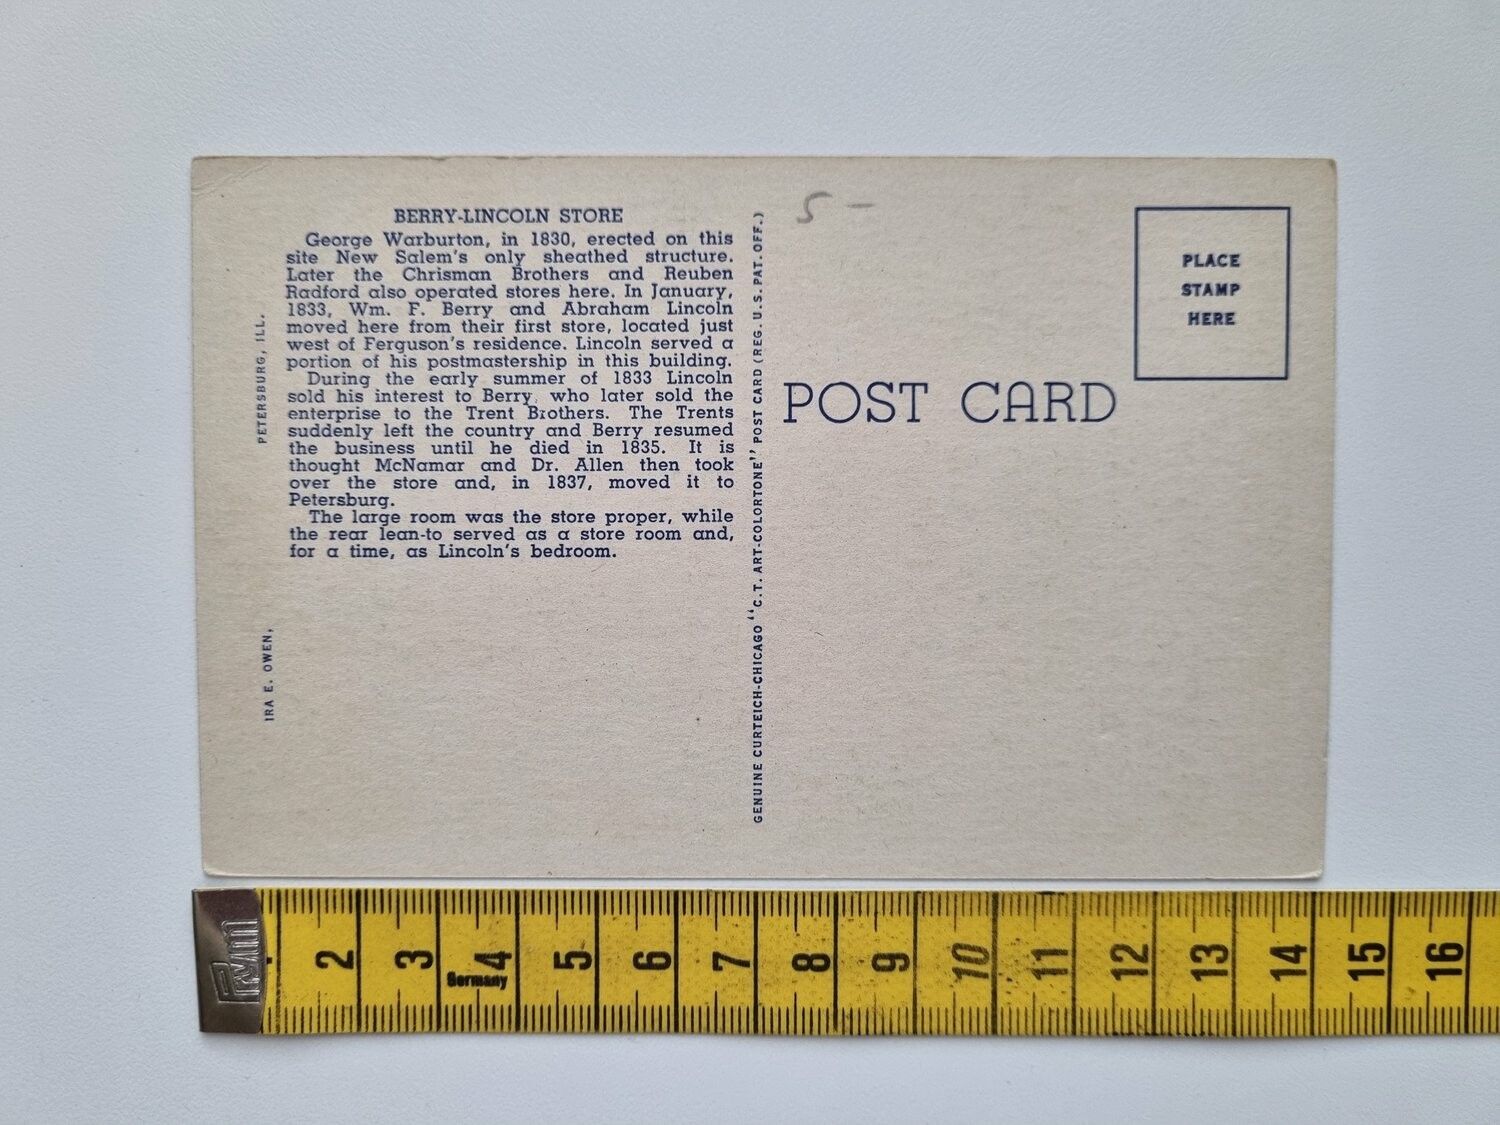 BERRY-LINCOLN STORE
George Warburton, in 1830, erected on this
site New Salem's only sheathed structure.
Later the Chrisman Brothers and Reuben
Radford also operated stores here. In January,
1833, Wm. F. Berry and Abraham Lincoln
moved here from their first store, located just
west of Ferguson's residence. Lincoln served a
portion of his postmastership in this building.
During the early summer of 1833 Lincoln
sold his interest to Berry, who later sold the
enterprise to the Trent Brothers. The Trents
suddenly left the country and Berry resumed
the business until he died in 1835. It is
thought McNamar and Dr. Allen then took
over the store and, in 1837, moved it to
Petersburg.
The large room was the store proper, while
the rear lean-to served as a store room and,
for a time, as Lincoln's bedroom.
IRA E. OWEN, PETERSBURG, ILL.
GENUINE CURTEICH-CHICAGO "C.T. ART-COLORTONE" POST CARD (REG. U.S. PAT. OFF.)
5 -
POST CARD
PLACE
STAMP
HERE
Prym
2 3 4 5 6 7 8 9 10 11 12 13 14 15 16
Germany